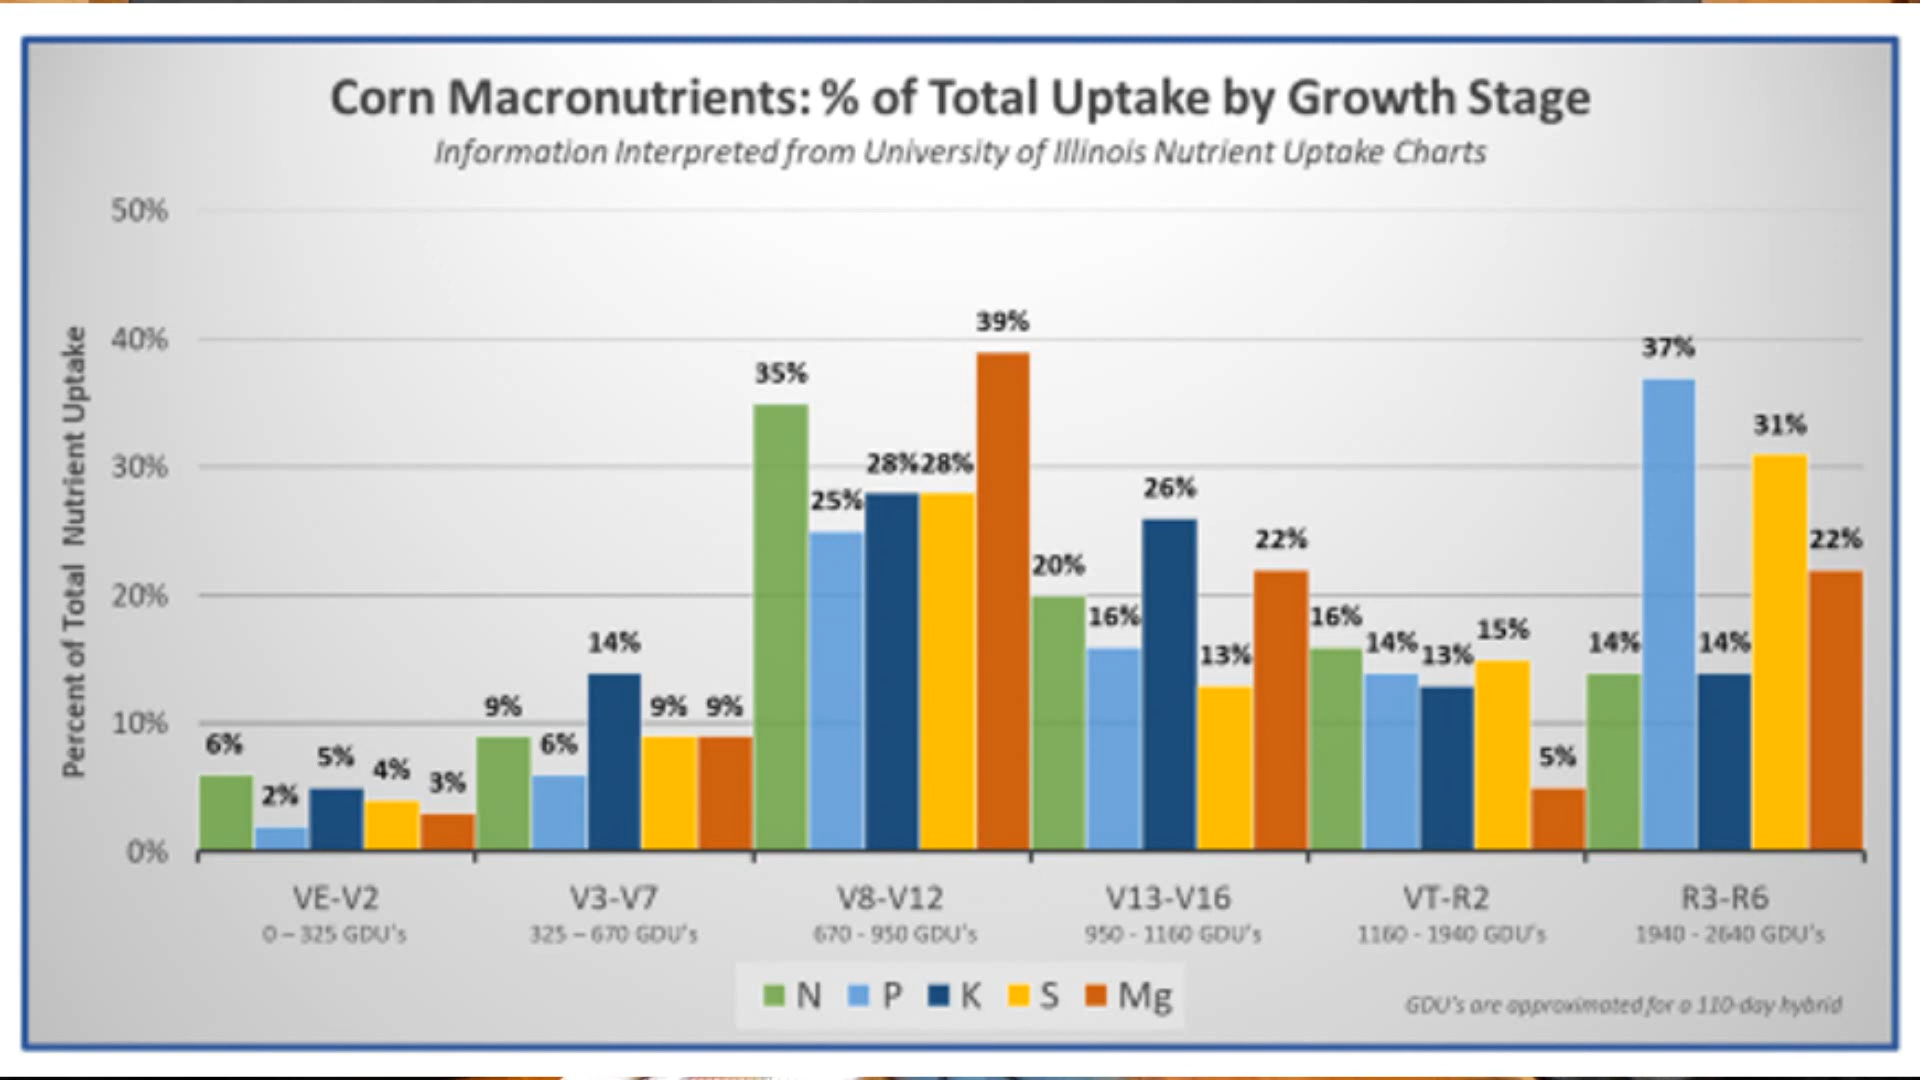 Corn Macronutrients: % of Total Uptake by Growth Stage
Information Interpreted from University of Illinois Nutrient Uptake Charts
Percent of Total Nutrient Uptake
50%
40%
30%
20%
10%
0%
6% 2% 5% 4% 3%
9% 6% 14% 9% 9%
35% 25% 28% 28% 39%
20% 16% 26% 13% 22%
16% 14% 13% 15% 5%
14% 37% 14% 31% 22%
VE-V2 V3-V7 V8-V12 V13-V16 VT-R2 R3-R6
0 – 325 GDU's 325 – 670 GDU's 670 - 950 GDU's 950 - 1160 GDU's 1160 - 1940 GDU's 1940 - 2640 GDU's
N P K S Mg
GDU's are approximated for a 110-day hybrid